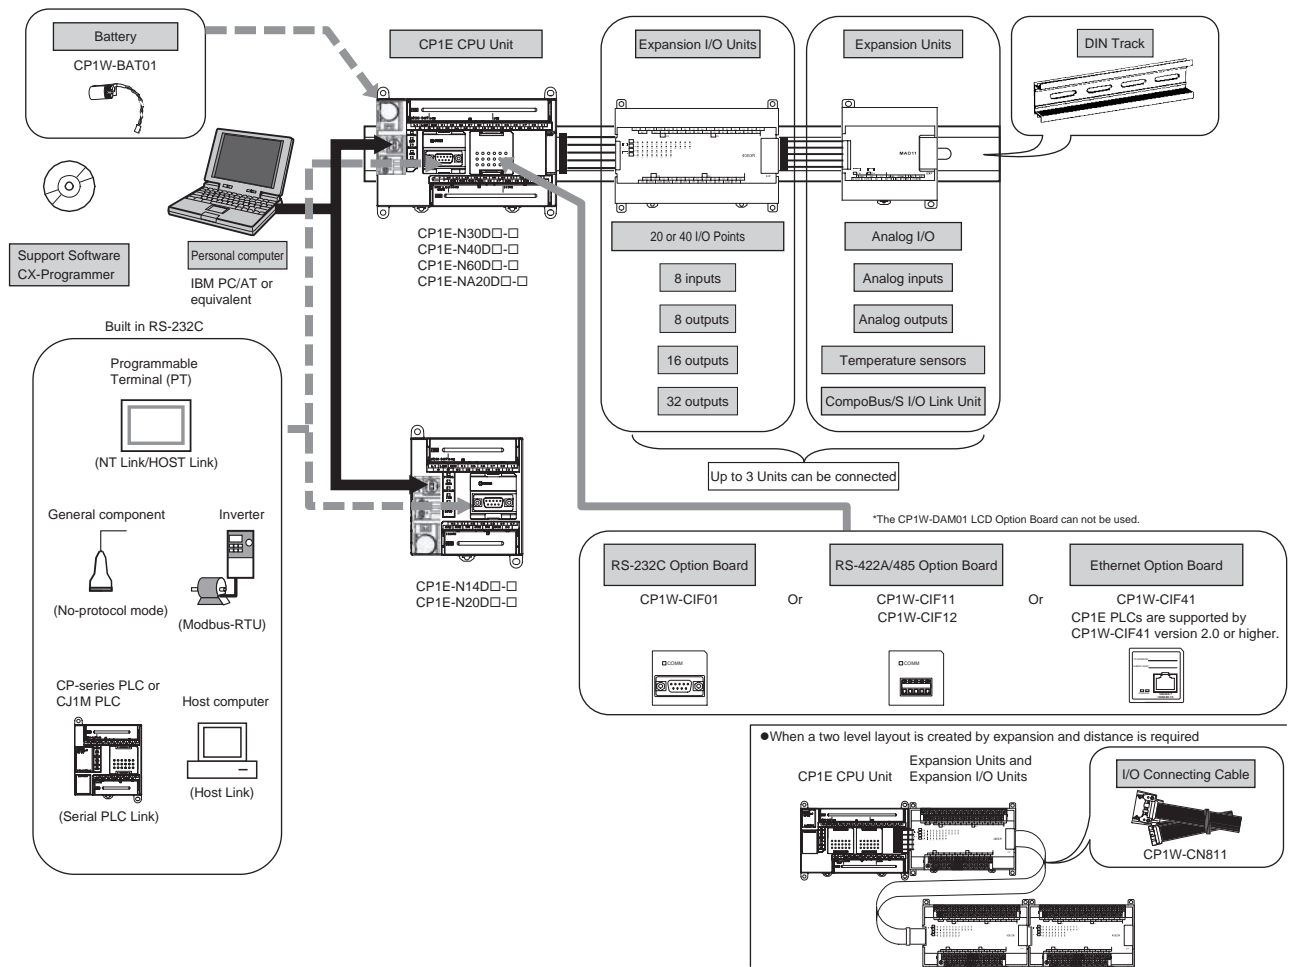 Battery
CP1W-BAT01
CP1E CPU Unit
Expansion I/O Units
Expansion Units
DIN Track
MAD11
CP1E-N30D□-□
CP1E-N40D□-□
CP1E-N60D□-□
CP1E-NA20D□-□
20 or 40 I/O Points
8 inputs
8 outputs
16 outputs
32 outputs
Analog I/O
Analog inputs
Analog outputs
Temperature sensors
CompoBus/S I/O Link Unit
Up to 3 Units can be connected
Support Software
CX-Programmer
Personal computer
IBM PC/AT or
equivalent
Built in RS-232C
Programmable
Terminal (PT)
(NT Link/HOST Link)
General component
Inverter
(No-protocol mode)
(Modbus-RTU)
CP-series PLC or
CJ1M PLC
Host computer
(Serial PLC Link)
(Host Link)
CP1E-N14D□-□
CP1E-N20D□-□
*The CP1W-DAM01 LCD Option Board can not be used.
RS-232C Option Board
CP1W-CIF01
COMM
Or
RS-422A/485 Option Board
CP1W-CIF11
CP1W-CIF12
COMM
Or
Ethernet Option Board
CP1W-CIF41
CP1E PLCs are supported by
CP1W-CIF41 version 2.0 or higher.
●When a two level layout is created by expansion and distance is required
CP1E CPU Unit
Expansion Units and
Expansion I/O Units
I/O Connecting Cable
CP1W-CN811